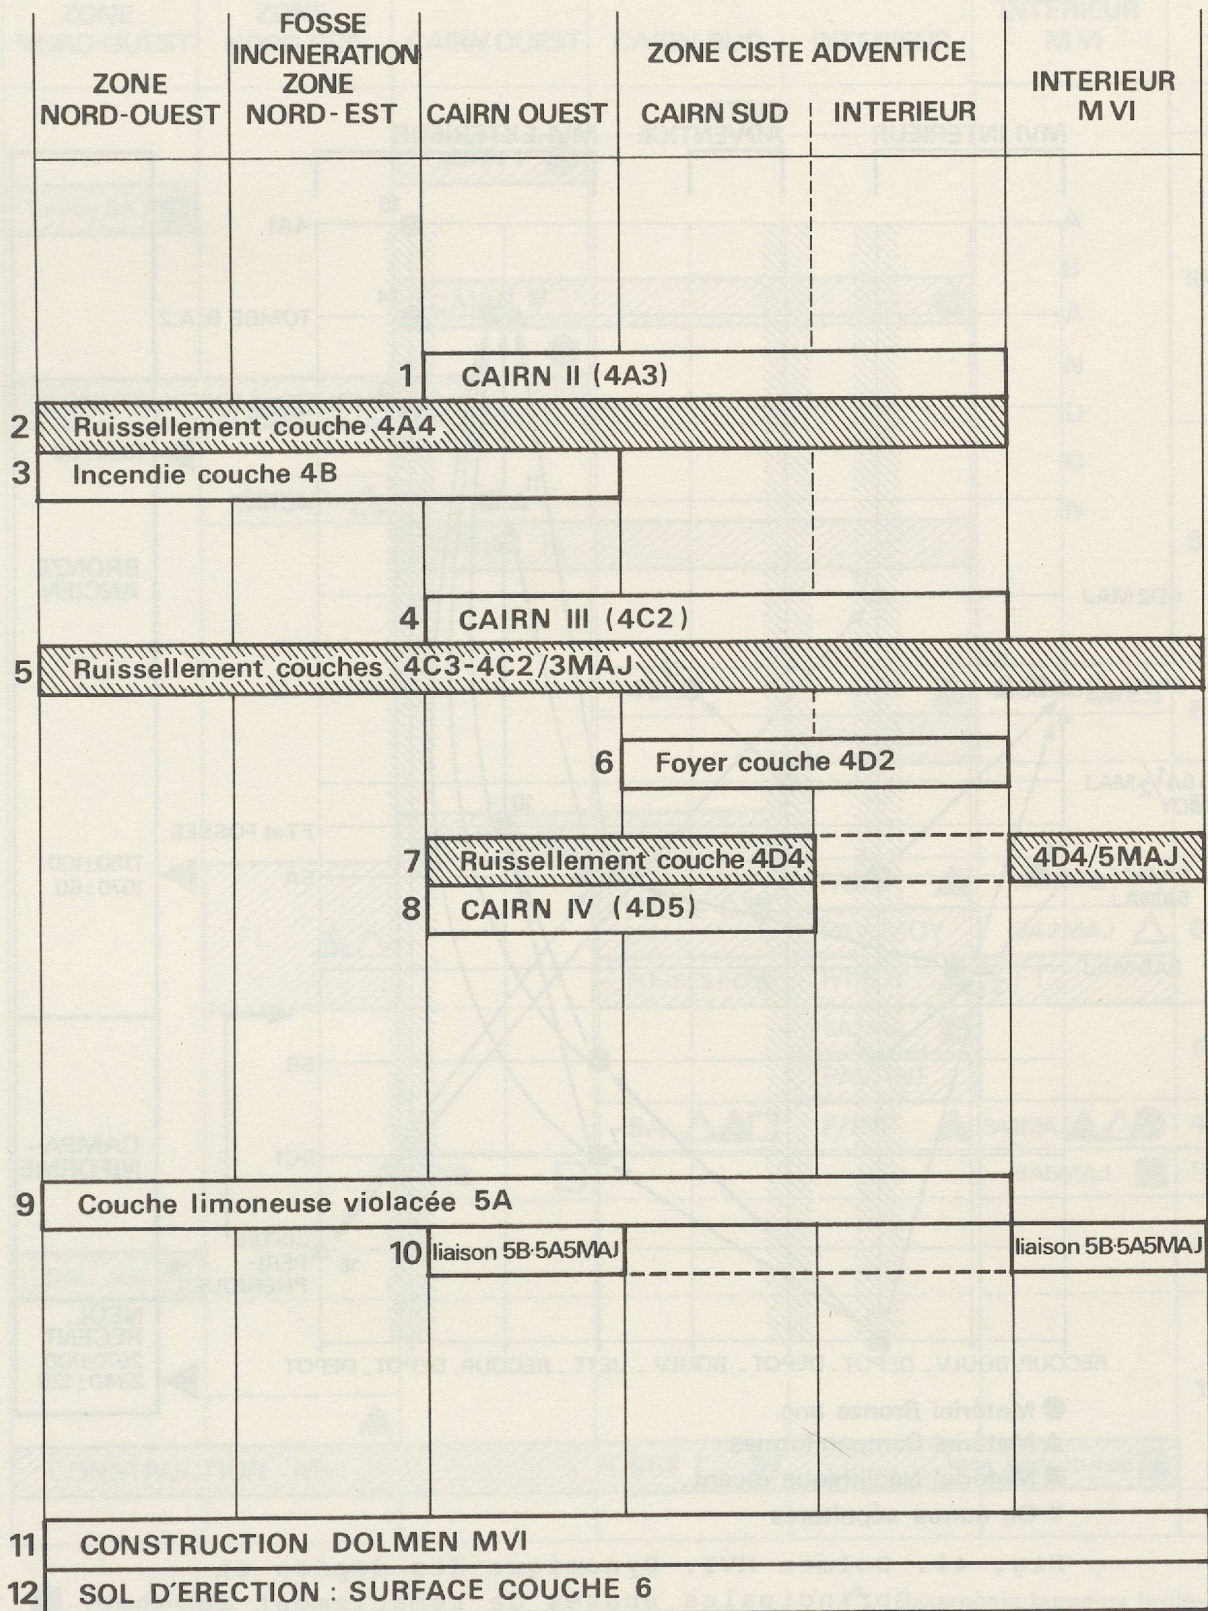 ZONE
NORD-OUEST
FOSSE
INCINERATION
ZONE
NORD-EST
CAIRN OUEST
ZONE CISTE ADVENTICE
CAIRN SUD
INTERIEUR
INTERIEUR
M VI
1 CAIRN II (4A3)
2 Ruissellement couche 4A4
3 Incendie couche 4B
4 CAIRN III (4C2)
5 Ruissellement couches 4C3-4C2/3MAJ
6 Foyer couche 4D2
7 Ruissellement couche 4D4 4D4/5MAJ
8 CAIRN IV (4D5)
9 Couche limoneuse violacée 5A
10 liaison 5B·5A5MAJ liaison 5B·5A5MAJ
11 CONSTRUCTION DOLMEN MVI
12 SOL D'ERECTION : SURFACE COUCHE 6